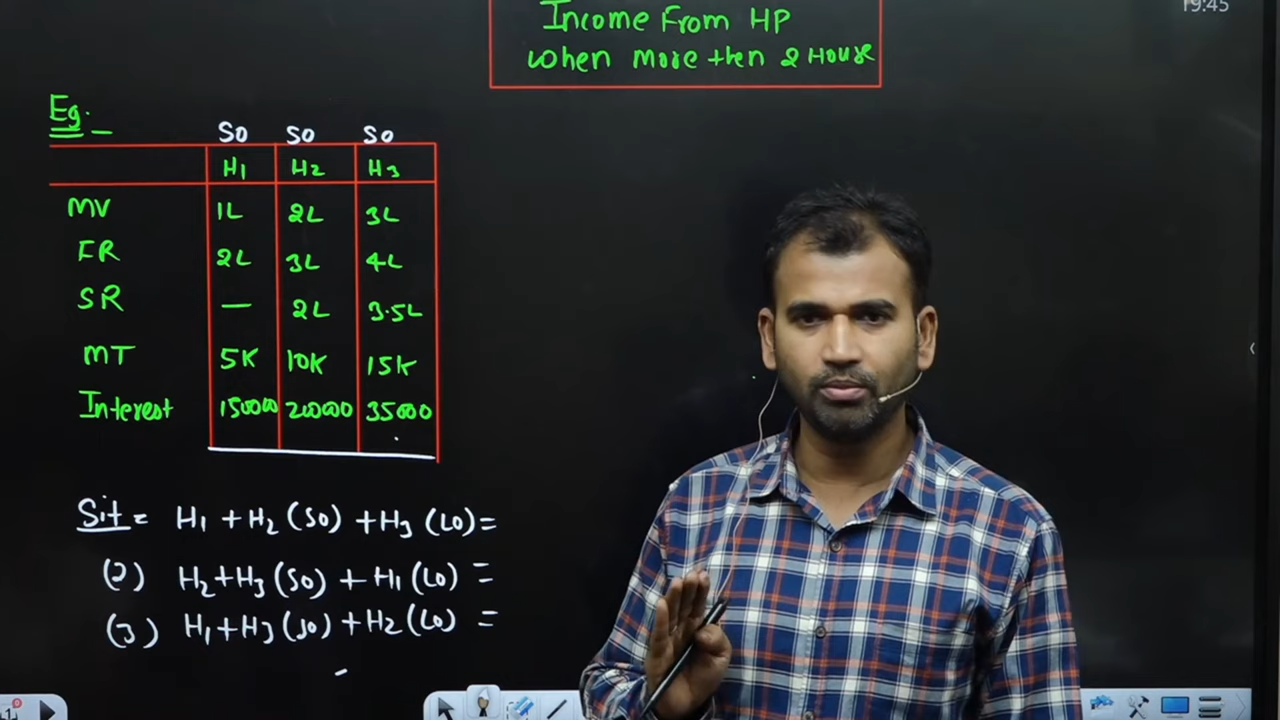 19:45
Income From HP
When More then 2 House
Eg.
SO SO SO
H1 H2 H3
MV 1L 2L 3L
FR 2L 3L 4L
SR — 2L 3.5L
MT 5K 10K 15K
Interest 150000 200000 35000
Sit = H1 + H2 (SO) + H3 (LO) =
(2) H2 + H3 (SO) + H1 (LO) =
(3) H1 + H3 (SO) + H2 (LO) =